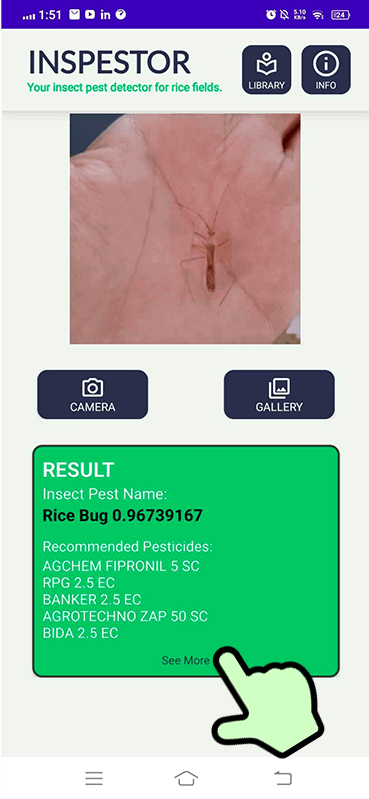 1:51
in
5.10
KB/s
24
INSPESTOR
Your insect pest detector for rice fields.
LIBRARY
INFO
CAMERA
GALLERY
RESULT
Insect Pest Name:
Rice Bug 0.96739167
Recommended Pesticides:
AGCHEM FIPRONIL 5 SC
RPG 2.5 EC
BANKER 2.5 EC
AGROTECHNO ZAP 50 SC
BIDA 2.5 EC
See More